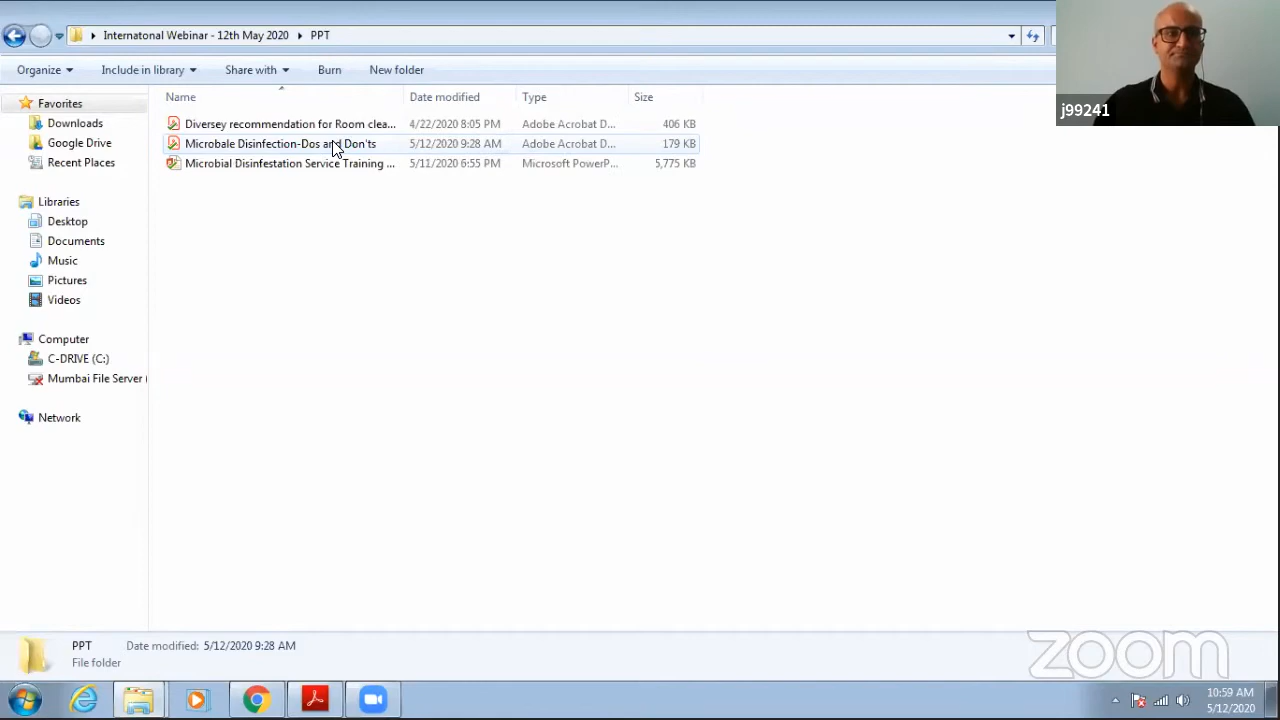 Internatonal Webinar - 12th May 2020 PPT
Organize Include in library Share with Burn New folder
j99241
Name Date modified Type Size
Favorites
Downloads
Google Drive
Recent Places
Libraries
Desktop
Documents
Music
Pictures
Videos
Computer
C-DRIVE (C:)
Mumbai File Server (
Network
Diversey recommendation for Room clea... 4/22/2020 8:05 PM Adobe Acrobat D... 406 KB
Microbale Disinfection-Dos and Don'ts 5/12/2020 9:28 AM Adobe Acrobat D... 179 KB
Microbial Disinfestation Service Training ... 5/11/2020 6:55 PM Microsoft PowerP... 5,775 KB
PPT Date modified: 5/12/2020 9:28 AM
File folder
zoom
10:59 AM
5/12/2020